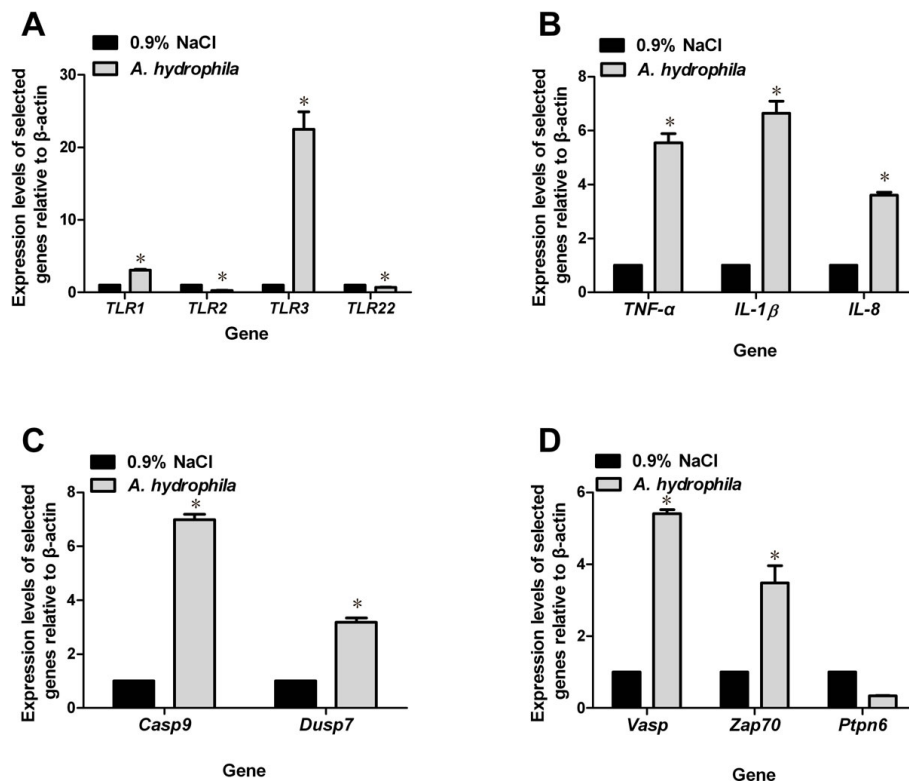 A
0.9% NaCl
A. hydrophila
Expression levels of selected
genes relative to β-actin
30
20
10
0
*
*
*
*
TLR1 TLR2 TLR3 TLR22
Gene
B
0.9% NaCl
A. hydrophila
Expression levels of selected
genes relative to β-actin
8
6
4
2
0
*
*
*
TNF-α IL-1β IL-8
Gene
C
0.9% NaCl
A. hydrophila
Expression levels of selected
genes relative to β-actin
8
6
4
2
0
*
*
Casp9 Dusp7
Gene
D
0.9% NaCl
A. hydrophila
Expression levels of selected
genes relative to β-actin
6
4
2
0
*
*
Vasp Zap70 Ptpn6
Gene